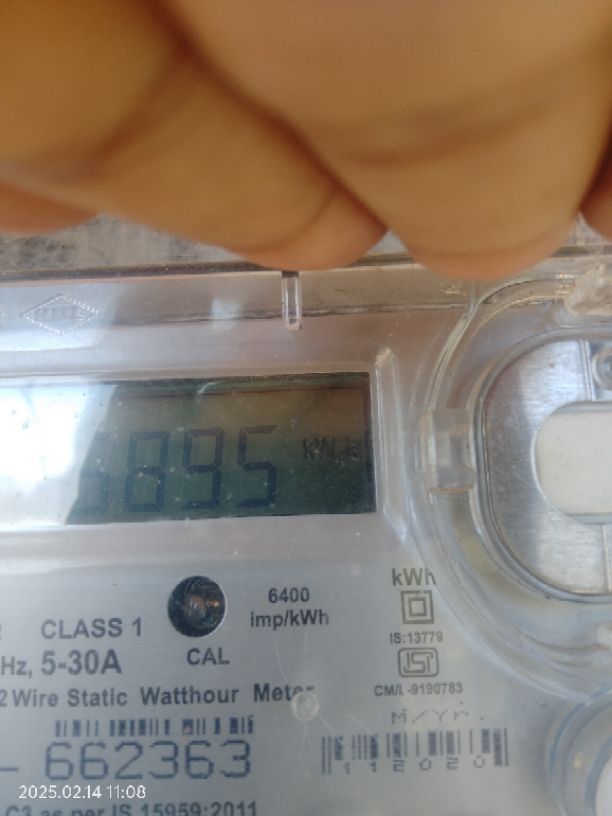 895 kWh
6400
imp/kWh
kWh
CLASS 1
CAL
IS:13779
Hz, 5-30A
CM/L -9190783
2 Wire Static Watthour Meter
M/Yr.
- 662363
112020
2025.02.14 11:08
C3 as per IS 15959:2011